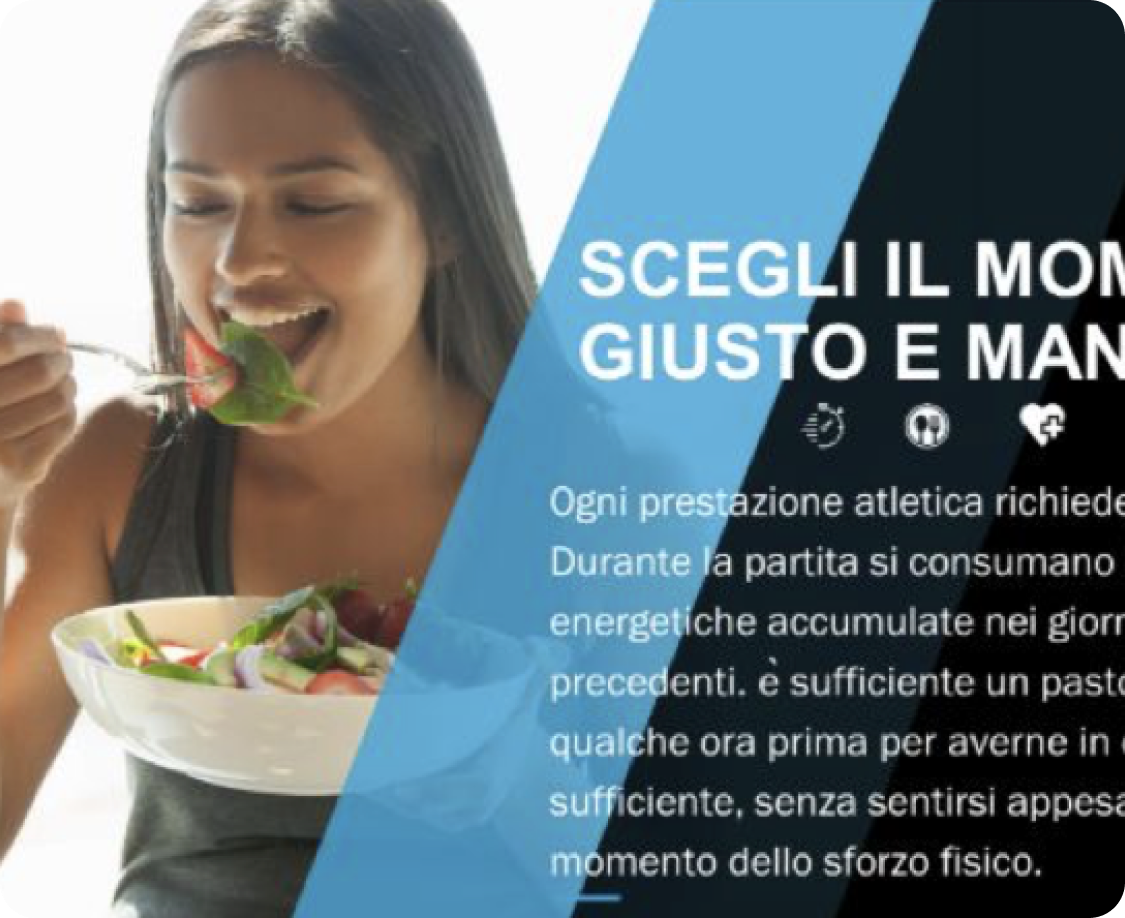 SCEGLI IL MOM
GIUSTO E MAN
Ogni prestazione atletica richiede
Durante la partita si consumano
energetiche accumulate nei giorn
precedenti. è sufficiente un pasto
qualche ora prima per averne in
sufficiente, senza sentirsi appesa
momento dello sforzo fisico.